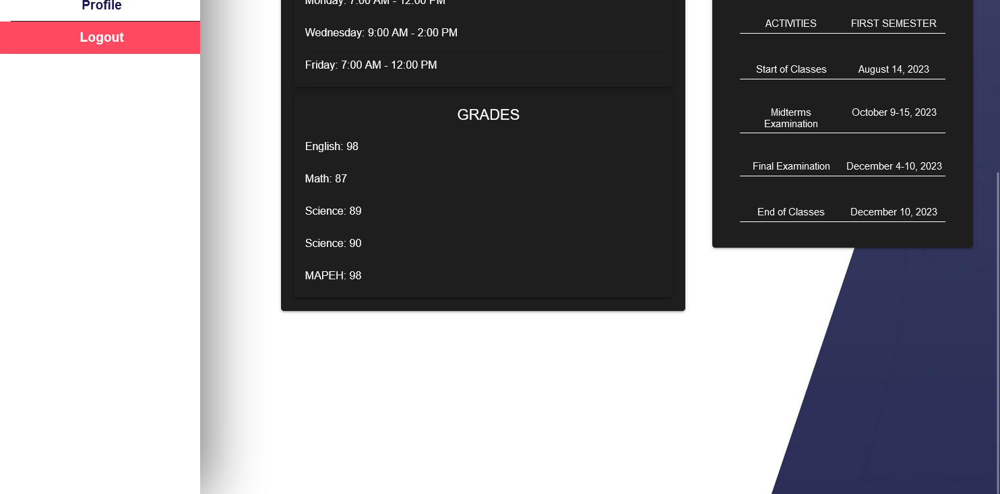 Profile
Logout
Monday: 7:00 AM - 12:00 PM
Wednesday: 9:00 AM - 2:00 PM
Friday: 7:00 AM - 12:00 PM
GRADES
English: 98
Math: 87
Science: 89
Science: 90
MAPEH: 98
ACTIVITIES FIRST SEMESTER
Start of Classes August 14, 2023
Midterms October 9-15, 2023
Examination
Final Examination December 4-10, 2023
End of Classes December 10, 2023